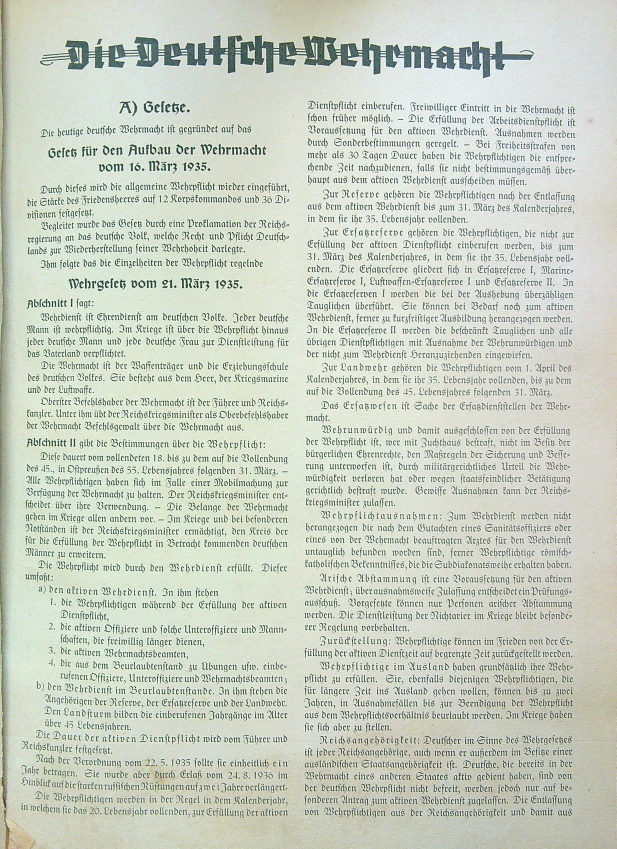 Die Deutsche Wehrmacht
A) Gesetze.
Die heutige deutsche Wehrmacht ist gegründet auf das
Gesetz für den Aufbau der Wehrmacht
vom 16. März 1935.
Durch dieses wird die allgemeine Wehrpflicht wieder eingeführt,
die Stärke des Friedensheeres auf 12 Korpskommandos und 36 Di-
visionen festgesetzt.
Begleitet wurde das Gesetz durch eine Proklamation der Reichs-
regierung an das deutsche Volk, welche Recht und Pflicht Deutsch-
lands zur Wiederherstellung seiner Wehrhoheit darlegte.
Ihm folgte das die Einzelheiten der Wehrpflicht regelnde
Wehrgesetz vom 21. März 1935.
Abschnitt I sagt:
Wehrdienst ist Ehrendienst am deutschen Volke. Jeder deutsche
Mann ist wehrpflichtig. Im Kriege ist über die Wehrpflicht hinaus
jeder deutsche Mann und jede deutsche Frau zur Dienstleistung für
das Vaterland verpflichtet.
Die Wehrmacht ist der Waffenträger und die Erziehungsschule
des deutschen Volkes. Sie besteht aus dem Heer, der Kriegsmarine
und der Luftwaffe.
Oberster Befehlshaber der Wehrmacht ist der Führer und Reichs-
kanzler. Unter ihm übt der Reichskriegsminister als Oberbefehlshaber
der Wehrmacht Befehlsgewalt über die Wehrmacht aus.
Abschnitt II gibt die Bestimmungen über die Wehrpflicht:
Diese dauert vom vollendeten 18. bis zu dem auf die Vollendung
des 45., in Ostpreußen des 55. Lebensjahres folgenden 31. März. –
Alle Wehrpflichtigen haben sich im Falle einer Mobilmachung zur
Verfügung der Wehrmacht zu halten. Der Reichskriegsminister ent-
scheidet über ihre Verwendung. – Die Belange der Wehrmacht
gehen im Kriege allen andern vor. – Im Kriege und bei besonderen
Notständen ist der Reichskriegsminister ermächtigt, den Kreis der
für die Erfüllung der Wehrpflicht in Betracht kommenden deutschen
Männer zu erweitern.
Die Wehrpflicht wird durch den Wehrdienst erfüllt. Dieser
umfaßt:
a) den aktiven Wehrdienst. In ihm stehen
1. die Wehrpflichtigen während der Erfüllung der aktiven
Dienstpflicht,
2. die aktiven Offiziere und solche Unteroffiziere und Mann-
schaften, die freiwillig länger dienen,
3. die aktiven Wehrmachtsbeamten,
4. die aus dem Beurlaubtenstand zu Übungen usw. einbe-
rufenen Offiziere, Unteroffiziere und Wehrmachtsbeamten;
b) den Wehrdienst im Beurlaubtenstande. In ihm stehen die
Angehörigen der Reserve, der Ersatzreserve und der Landwehr.
Den Landsturm bilden die einberufenen Jahrgänge im Alter
über 45 Lebensjahren.
Die Dauer der aktiven Dienstpflicht wird vom Führer und
Reichskanzler festgesetzt.
Nach der Verordnung vom 22. 5. 1935 sollte sie einheitlich ein
Jahr betragen. Sie wurde aber durch Erlaß vom 24. 8. 1936 im
Hinblick auf die starken russischen Rüstungen auf zwei Jahre verlängert.
Die Wehrpflichtigen werden in der Regel in dem Kalenderjahr,
in welchem sie das 20. Lebensjahr vollenden, zur Erfüllung der aktiven
Dienstpflicht einberufen. Freiwilliger Eintritt in die Wehrmacht ist
schon früher möglich. – Die Erfüllung der Arbeitsdienstpflicht ist
Voraussetzung für den aktiven Wehrdienst. Ausnahmen werden
durch Sonderbestimmungen geregelt. – Bei Freiheitsstrafen von
mehr als 30 Tagen Dauer haben die Wehrpflichtigen die entspre-
chende Zeit nachzudienen, falls sie nicht bestimmungsgemäß über-
haupt aus dem aktiven Wehrdienst ausscheiden müssen.
Zur Reserve gehören die Wehrpflichtigen nach der Entlassung
aus dem aktiven Wehrdienst bis zum 31. März des Kalenderjahres,
in dem sie ihr 35. Lebensjahr vollenden.
Zur Ersatzreserve gehören die Wehrpflichtigen, die nicht zur
Erfüllung der aktiven Dienstpflicht einberufen werden, bis zum
31. März des Kalenderjahres, in dem sie ihr 35. Lebensjahr voll-
enden. Die Ersatzreserve gliedert sich in Ersatzreserve I, Marine-
Ersatzreserve I, Luftwaffen-Ersatzreserve I und Ersatzreserve II. In
die Ersatzreserven I werden die bei der Aushebung überzähligen
Tauglichen überführt. Sie können bei Bedarf noch zum aktiven
Wehrdienst, ferner zu kurzfristiger Ausbildung herangezogen werden.
In die Ersatzreserve II werden die beschränkt Tauglichen und alle
übrigen Dienstpflichtigen mit Ausnahme der Wehrunwürdigen und
der nicht zum Wehrdienst Heranzuziehenden eingewiesen.
Zur Landwehr gehören die Wehrpflichtigen vom 1. April des
Kalenderjahres, in dem sie ihr 35. Lebensjahr vollenden, bis zu dem
auf die Vollendung des 45. Lebensjahres folgenden 31. März.
Das Ersatzwesen ist Sache der Ersatzdienststellen der Wehr-
macht.
Wehrunwürdig und damit ausgeschlossen von der Erfüllung
der Wehrpflicht ist, wer mit Zuchthaus bestraft, nicht im Besitz der
bürgerlichen Ehrenrechte, den Maßregeln der Sicherung und Besse-
rung unterworfen ist, durch militärgerichtliches Urteil die Wehr-
würdigkeit verloren hat oder wegen staatsfeindlicher Betätigung
gerichtlich bestraft wurde. Gewisse Ausnahmen kann der Reichs-
kriegsminister zulassen.
Wehrpflichtausnahmen: Zum Wehrdienst werden nicht
herangezogen die nach dem Gutachten eines Sanitätsoffiziers oder
eines von der Wehrmacht beauftragten Arztes für den Wehrdienst
untauglich befunden worden sind, ferner Wehrpflichtige römisch-
katholischen Bekenntnisses, die die Subdiakonatsweihe erhalten haben.
Arische Abstammung ist eine Voraussetzung für den aktiven
Wehrdienst; über ausnahmsweise Zulassung entscheidet ein Prüfungs-
ausschuß. Vorgesetzte können nur Personen arischer Abstammung
werden. Die Dienstleistung der Nichtarier im Kriege bleibt besonde-
rer Regelung vorbehalten.
Zurückstellung: Wehrpflichtige können im Frieden von der Er-
füllung der aktiven Dienstzeit auf begrenzte Zeit zurückgestellt werden.
Wehrpflichtige im Ausland haben grundsätzlich ihre Wehr-
pflicht zu erfüllen. Sie, ebenfalls diejenigen Wehrpflichtigen, die
für längere Zeit ins Ausland gehen wollen, können bis zu zwei
Jahren, in Ausnahmefällen bis zur Beendigung der Wehrpflicht
aus dem Wehrpflichtverhältnis beurlaubt werden. Im Kriege haben
sie sich aber zu stellen.
Reichsangehörigkeit: Deutscher im Sinne des Wehrgesetzes
ist jeder Reichsangehörige, auch wenn er außerdem im Besitze einer
ausländischen Staatsangehörigkeit ist. Deutsche, die bereits in der
Wehrmacht eines anderen Staates aktiv gedient haben, sind von
der deutschen Wehrpflicht nicht befreit, werden jedoch nur auf be-
sonderen Antrag zum aktiven Wehrdienst zugelassen. Die Entlassung
von Wehrpflichtigen aus der Reichsangehörigkeit und damit aus